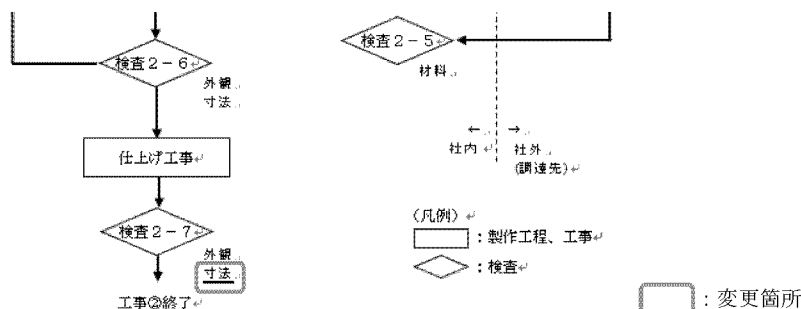 検査2-6
外観
寸法
仕上げ工事
検査2-7
外観
寸法
工事②終了
検査2-5
材料
← →
社内 社外
(調達先)
(凡例)
：製作工程、工事
：検査
：変更箇所